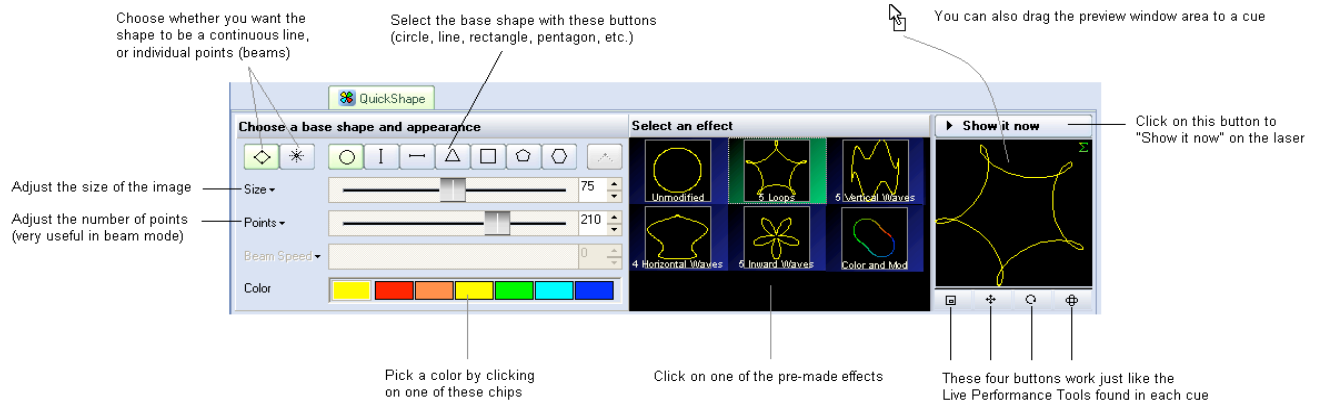 Choose whether you want the
shape to be a continuous line,
or individual points (beams)
Select the base shape with these buttons
(circle, line, rectangle, pentagon, etc.)
You can also drag the preview window area to a cue
QuickShape
Choose a base shape and appearance
Select an effect
Show it now
Click on this button to
"Show it now" on the laser
Adjust the size of the image
Size
75
Unmodified
5 Loops
5 Vertical Waves
Adjust the number of points
(very useful in beam mode)
Points
210
Beam Speed
0
4 Horizontal Waves
5 Inward Waves
Color and Mod
Color
Pick a color by clicking
on one of these chips
Click on one of the pre-made effects
These four buttons work just like the
Live Performance Tools found in each cue